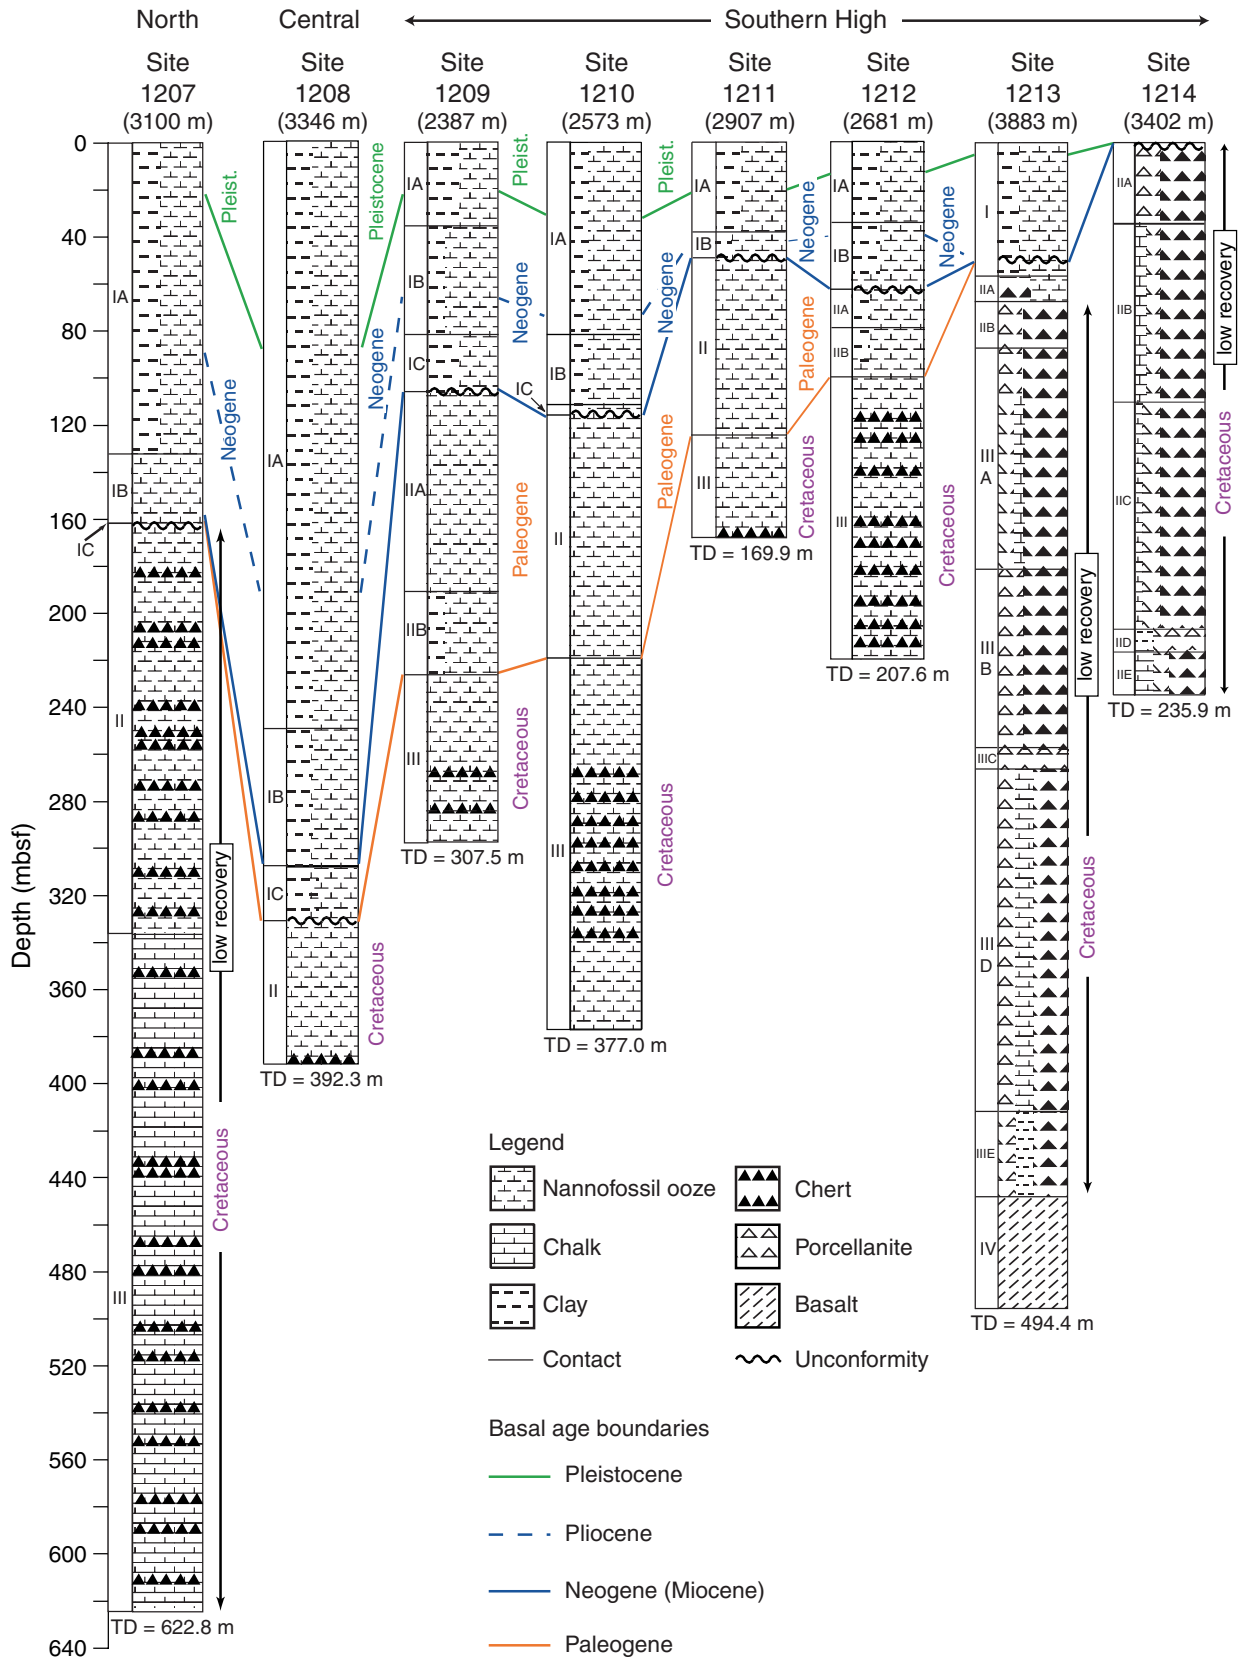 North
Central
Southern High
Site 1207 (3100 m)
Site 1208 (3346 m)
Site 1209 (2387 m)
Site 1210 (2573 m)
Site 1211 (2907 m)
Site 1212 (2681 m)
Site 1213 (3883 m)
Site 1214 (3402 m)
Depth (mbsf)
0
40
80
120
160
200
240
280
320
360
400
440
480
520
560
600
640
IA
IB
IC
II
III
Pleist.
Neogene
low recovery
Cretaceous
TD = 622.8 m
IA
IB
IC
II
Pleistocene
Neogene
Cretaceous
TD = 392.3 m
IA
IB
IC
IIA
IIB
III
Pleist.
Neogene
Paleogene
Cretaceous
TD = 307.5 m
IA
IB
IC
II
III
Pleist.
Neogene
Paleogene
Cretaceous
TD = 377.0 m
IA
IB
II
III
Neogene
Paleogene
Cretaceous
TD = 169.9 m
IA
IB
IIA
IIB
III
Neogene
Cretaceous
TD = 207.6 m
I
IIA
IIB
III A
III B
IIIC
III D
IIIE
IV
low recovery
Cretaceous
TD = 494.4 m
IIA
IIB
IIC
IID
IIE
low recovery
Cretaceous
TD = 235.9 m
Legend
Nannofossil ooze
Chert
Chalk
Porcellanite
Clay
Basalt
Contact
Unconformity
Basal age boundaries
Pleistocene
Pliocene
Neogene (Miocene)
Paleogene